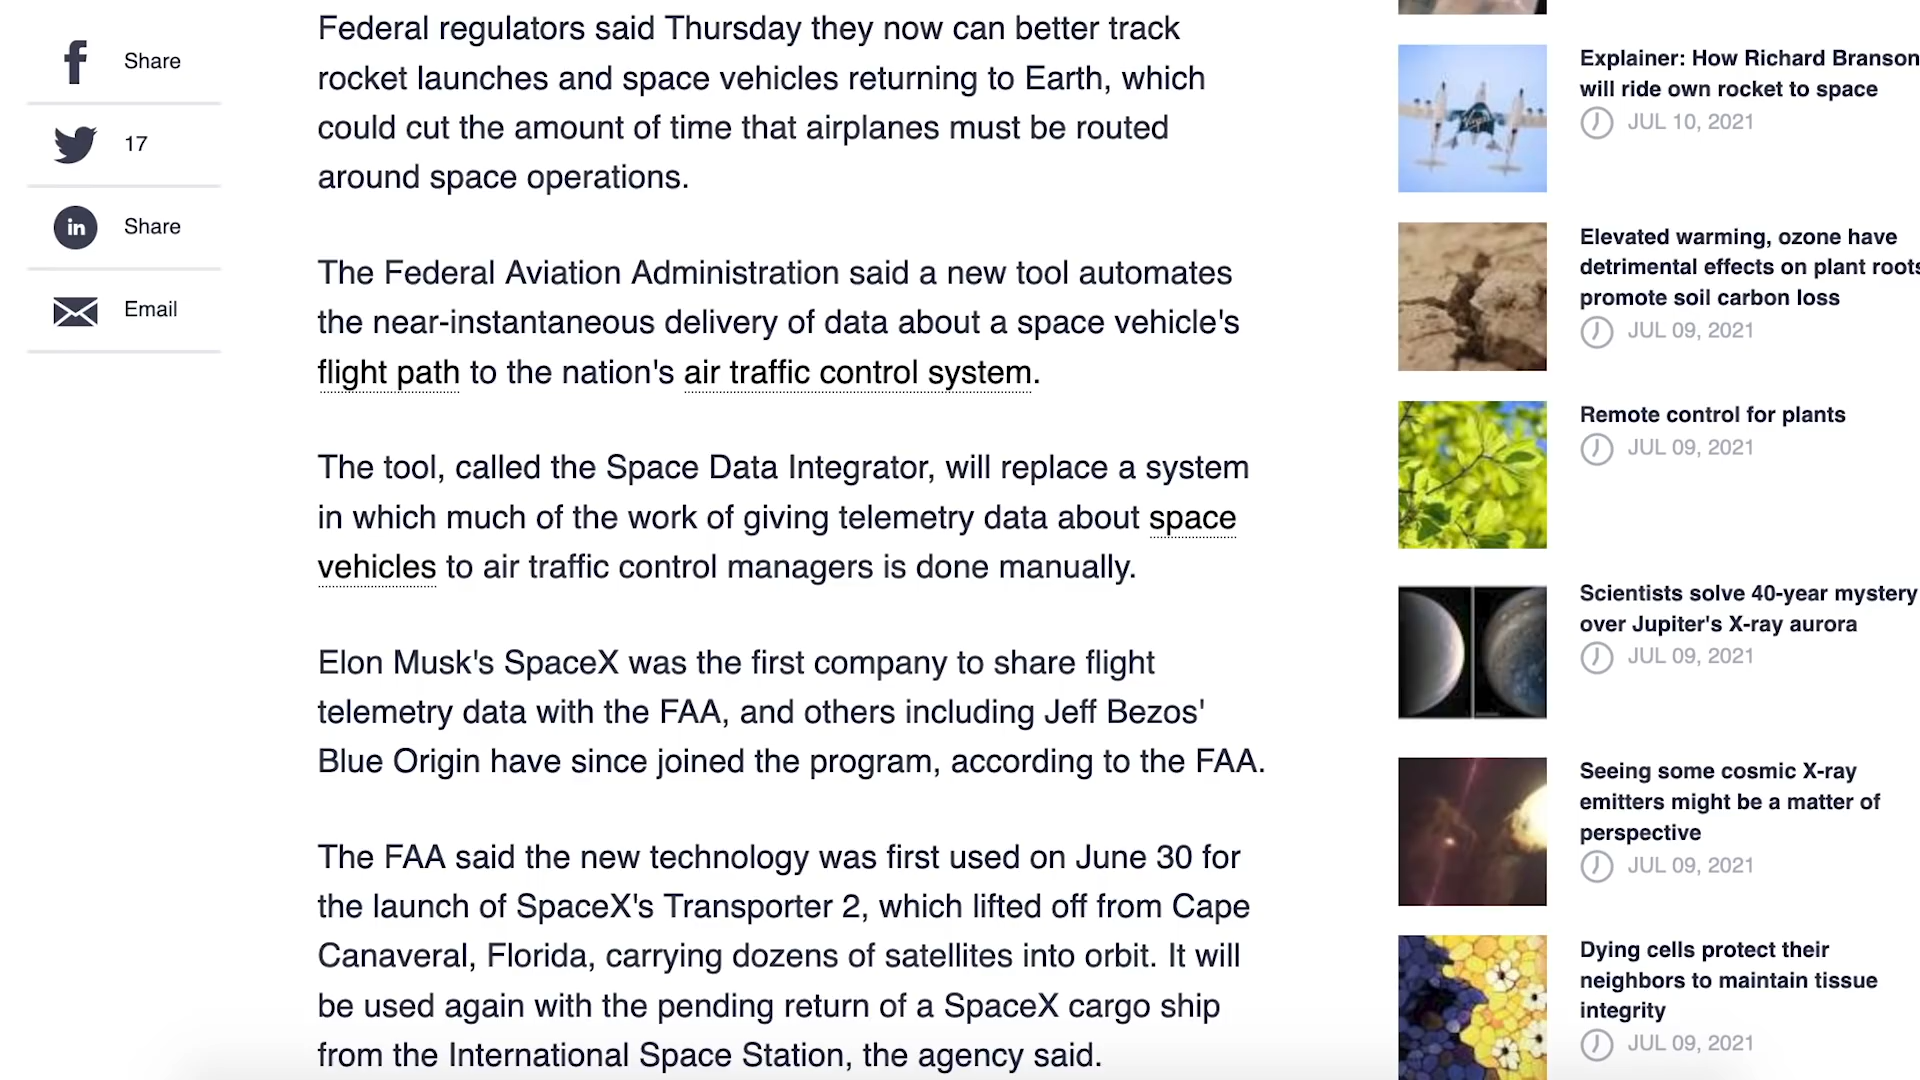 Share
17
in
Share
Email
Federal regulators said Thursday they now can better track
rocket launches and space vehicles returning to Earth, which
could cut the amount of time that airplanes must be routed
around space operations.
The Federal Aviation Administration said a new tool automates
the near-instantaneous delivery of data about a space vehicle's
flight path to the nation's air traffic control system.
The tool, called the Space Data Integrator, will replace a system
in which much of the work of giving telemetry data about space
vehicles to air traffic control managers is done manually.
Elon Musk's SpaceX was the first company to share flight
telemetry data with the FAA, and others including Jeff Bezos'
Blue Origin have since joined the program, according to the FAA.
The FAA said the new technology was first used on June 30 for
the launch of SpaceX's Transporter 2, which lifted off from Cape
Canaveral, Florida, carrying dozens of satellites into orbit. It will
be used again with the pending return of a SpaceX cargo ship
from the International Space Station, the agency said.
Explainer: How Richard Branson
will ride own rocket to space
JUL 10, 2021
Elevated warming, ozone have
detrimental effects on plant roots
promote soil carbon loss
JUL 09, 2021
Remote control for plants
JUL 09, 2021
Scientists solve 40-year mystery
over Jupiter's X-ray aurora
JUL 09, 2021
Seeing some cosmic X-ray
emitters might be a matter of
perspective
JUL 09, 2021
Dying cells protect their
neighbors to maintain tissue
integrity
JUL 09, 2021